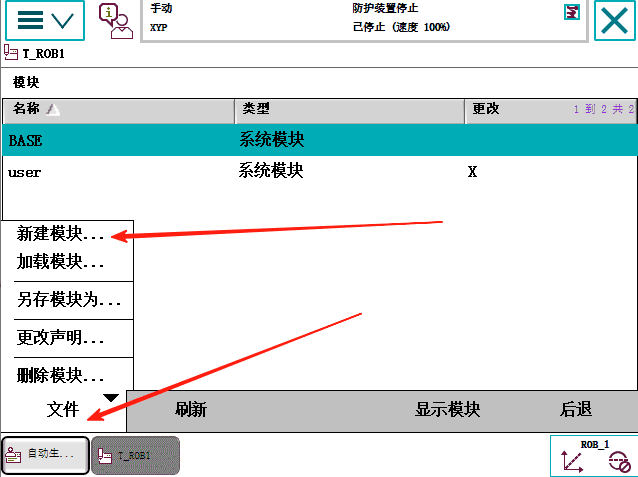 手动 防护装置停止
XYP 已停止 (速度 100%)
T_ROB1
模块
名称 类型 更改 1 到 2 共 2
BASE 系统模块
user 系统模块 X
新建模块...
加载模块...
另存模块为...
更改声明...
删除模块...
文件 刷新 显示模块 后退
自动生... T_ROB1 ROB_1